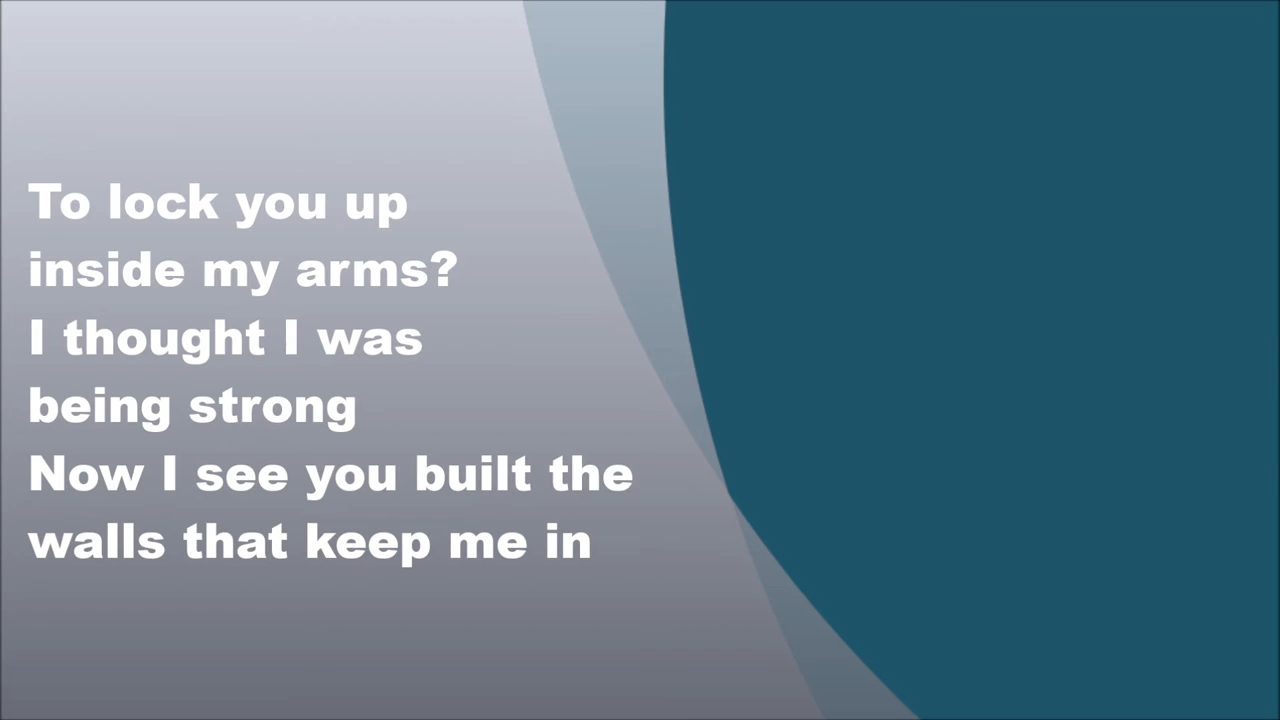 To lock you up
inside my arms?
I thought I was
being strong
Now I see you built the
walls that keep me in